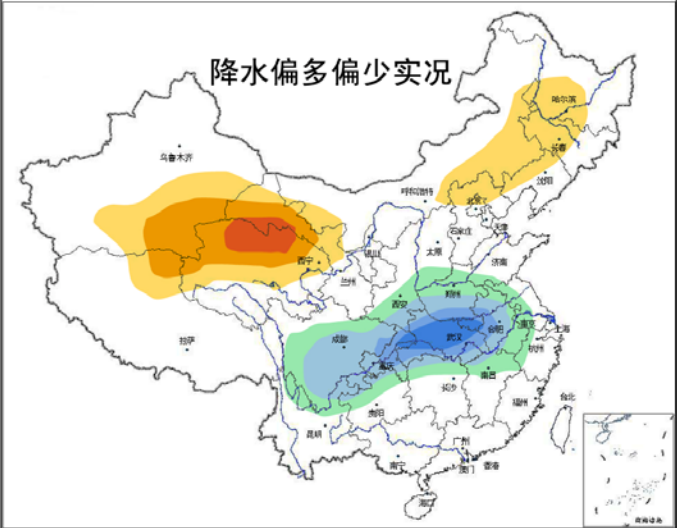 降水偏多偏少实况
哈尔滨
长春
乌鲁木齐
沈阳
呼和浩特
北京
天津
石家庄
太原
银川
西宁
济南
兰州
西安
郑州
合肥
南京
上海
拉萨
成都
武汉
杭州
重庆
南昌
长沙
福州
台北
贵阳
昆明
广州
南宁
澳门
香港
海口
南海诸岛